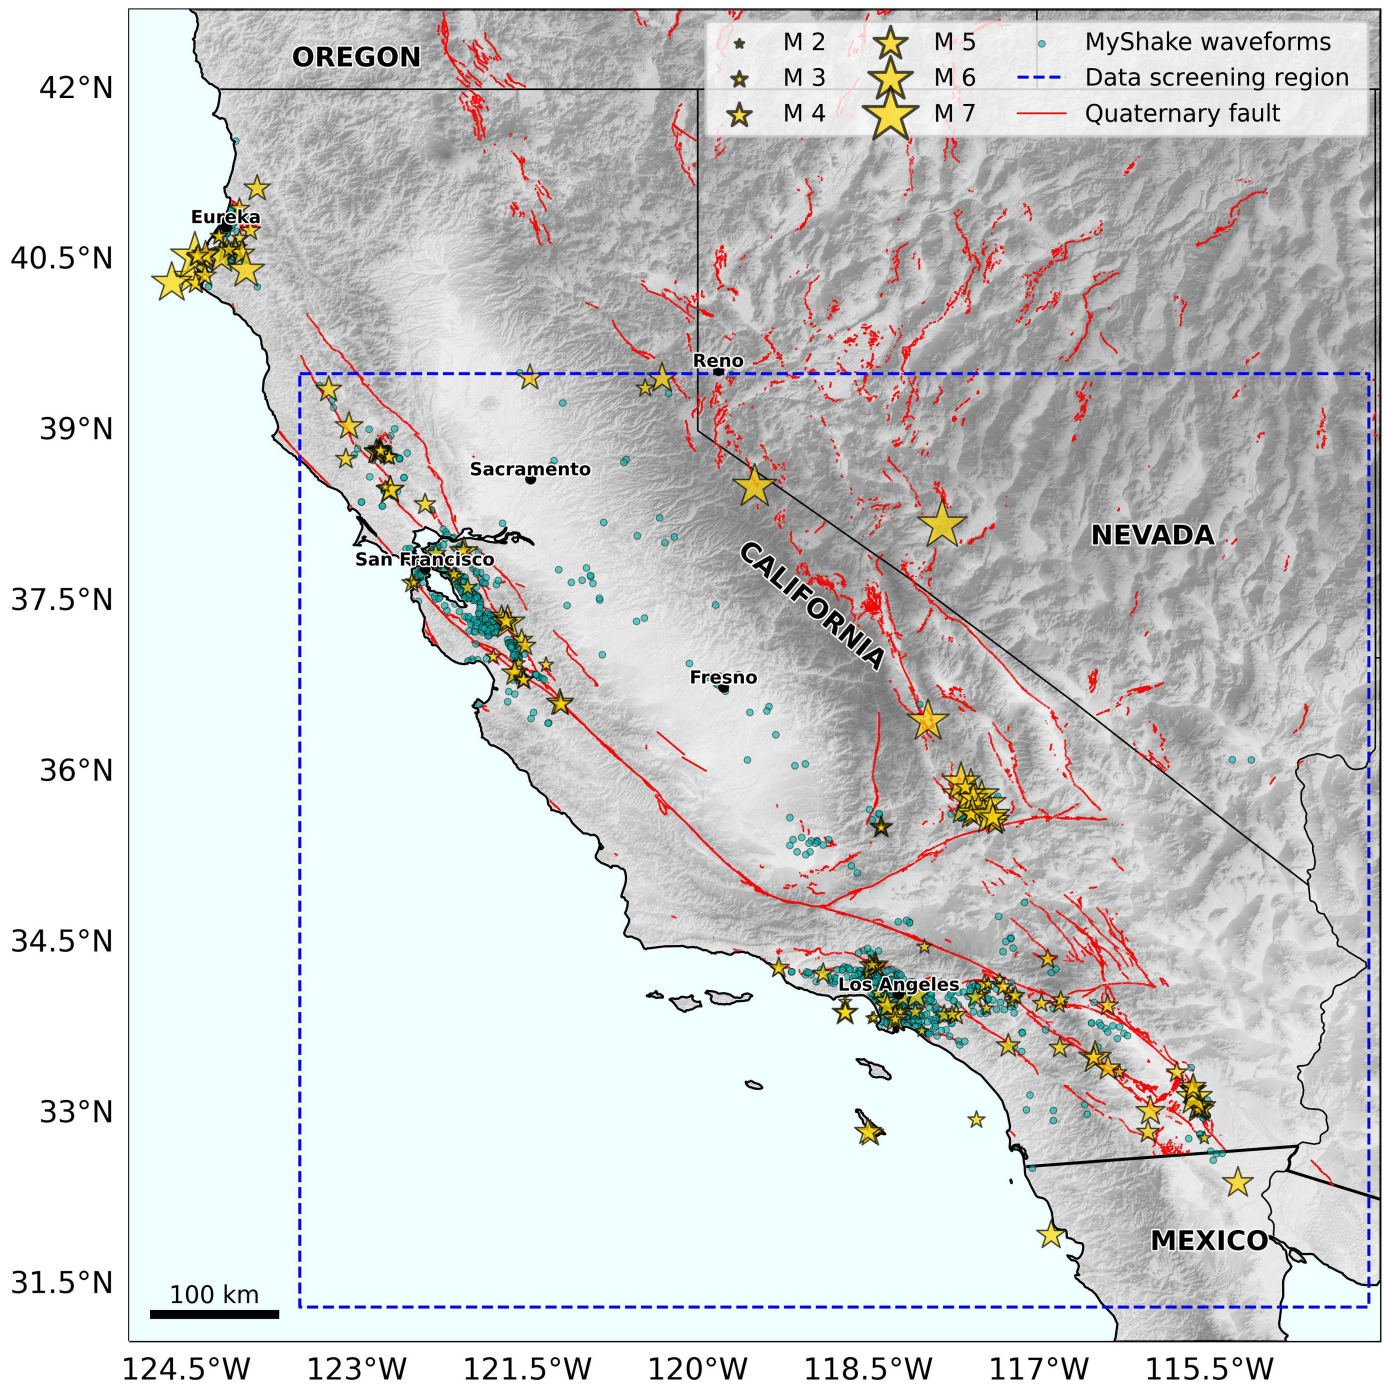 OREGON
M 2
M 3
M 4
M 5
M 6
M 7
MyShake waveforms
Data screening region
Quaternary fault
Eureka
Reno
Sacramento
San Francisco
NEVADA
CALIFORNIA
Fresno
Los Angeles
MEXICO
100 km
42°N
40.5°N
39°N
37.5°N
36°N
34.5°N
33°N
31.5°N
124.5°W
123°W
121.5°W
120°W
118.5°W
117°W
115.5°W